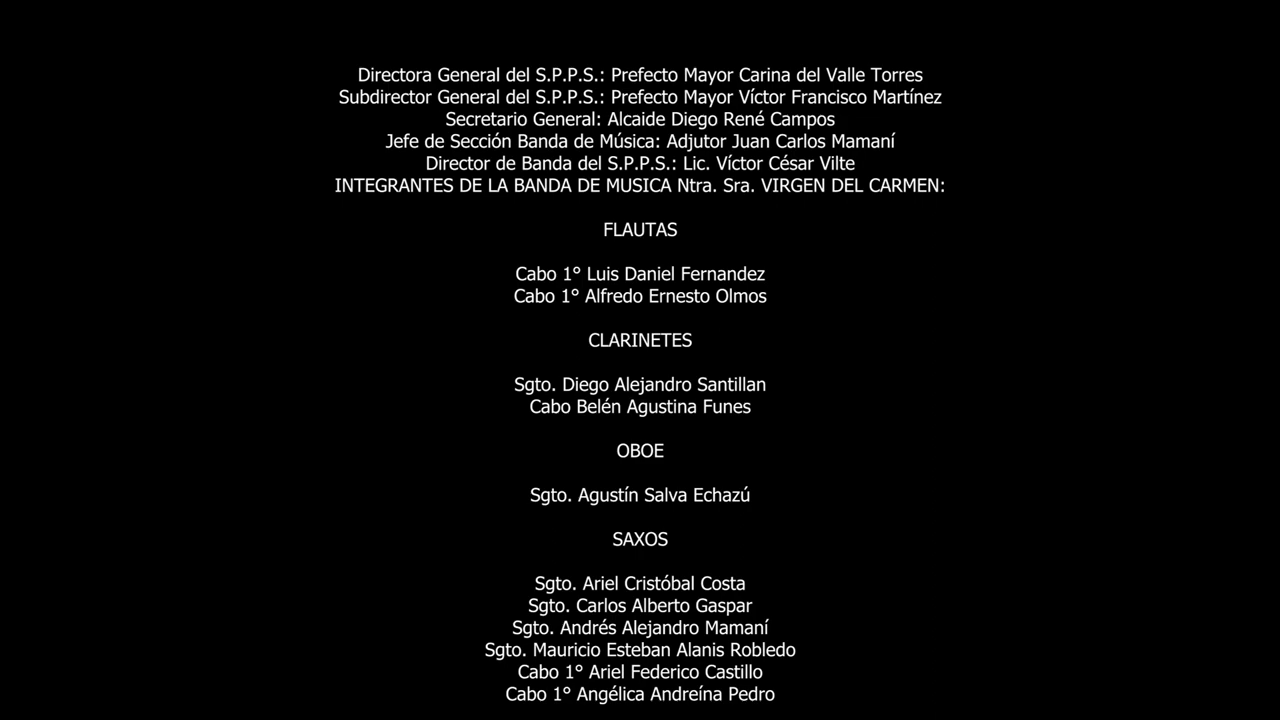 Directora General del S.P.P.S.: Prefecto Mayor Carina del Valle Torres
Subdirector General del S.P.P.S.: Prefecto Mayor Víctor Francisco Martínez
Secretario General: Alcaide Diego René Campos
Jefe de Sección Banda de Música: Adjutor Juan Carlos Mamaní
Director de Banda del S.P.P.S.: Lic. Víctor César Vilte
INTEGRANTES DE LA BANDA DE MUSICA Ntra. Sra. VIRGEN DEL CARMEN:
FLAUTAS
Cabo 1° Luis Daniel Fernandez
Cabo 1° Alfredo Ernesto Olmos
CLARINETES
Sgto. Diego Alejandro Santillan
Cabo Belén Agustina Funes
OBOE
Sgto. Agustín Salva Echazú
SAXOS
Sgto. Ariel Cristóbal Costa
Sgto. Carlos Alberto Gaspar
Sgto. Andrés Alejandro Mamaní
Sgto. Mauricio Esteban Alanis Robledo
Cabo 1° Ariel Federico Castillo
Cabo 1° Angélica Andreína Pedro